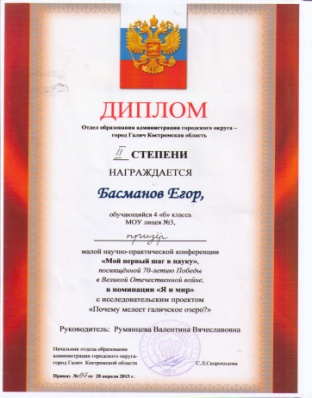 ДИПЛОМ
Отдел образования администрации городского округа –
город Галич Костромской области
II СТЕПЕНИ
НАГРАЖДАЕТСЯ
Басманов Егор,
обучающийся 4 «б» класса
МОУ лицея №3,
призёр
малой научно-практической конференции
«Мой первый шаг в науку»,
посвящённой 70-летию Победы
в Великой Отечественной войне,
в номинации «Я и мир»
с исследовательским проектом
«Почему мелеет галичское озеро?»
Руководитель: Румянцева Валентина Вячеславовна
Начальник отдела образования
администрации городского округа-
город Галич Костромской области С.Л.Скороходова
Приказ № от 28 апреля 2015 г.